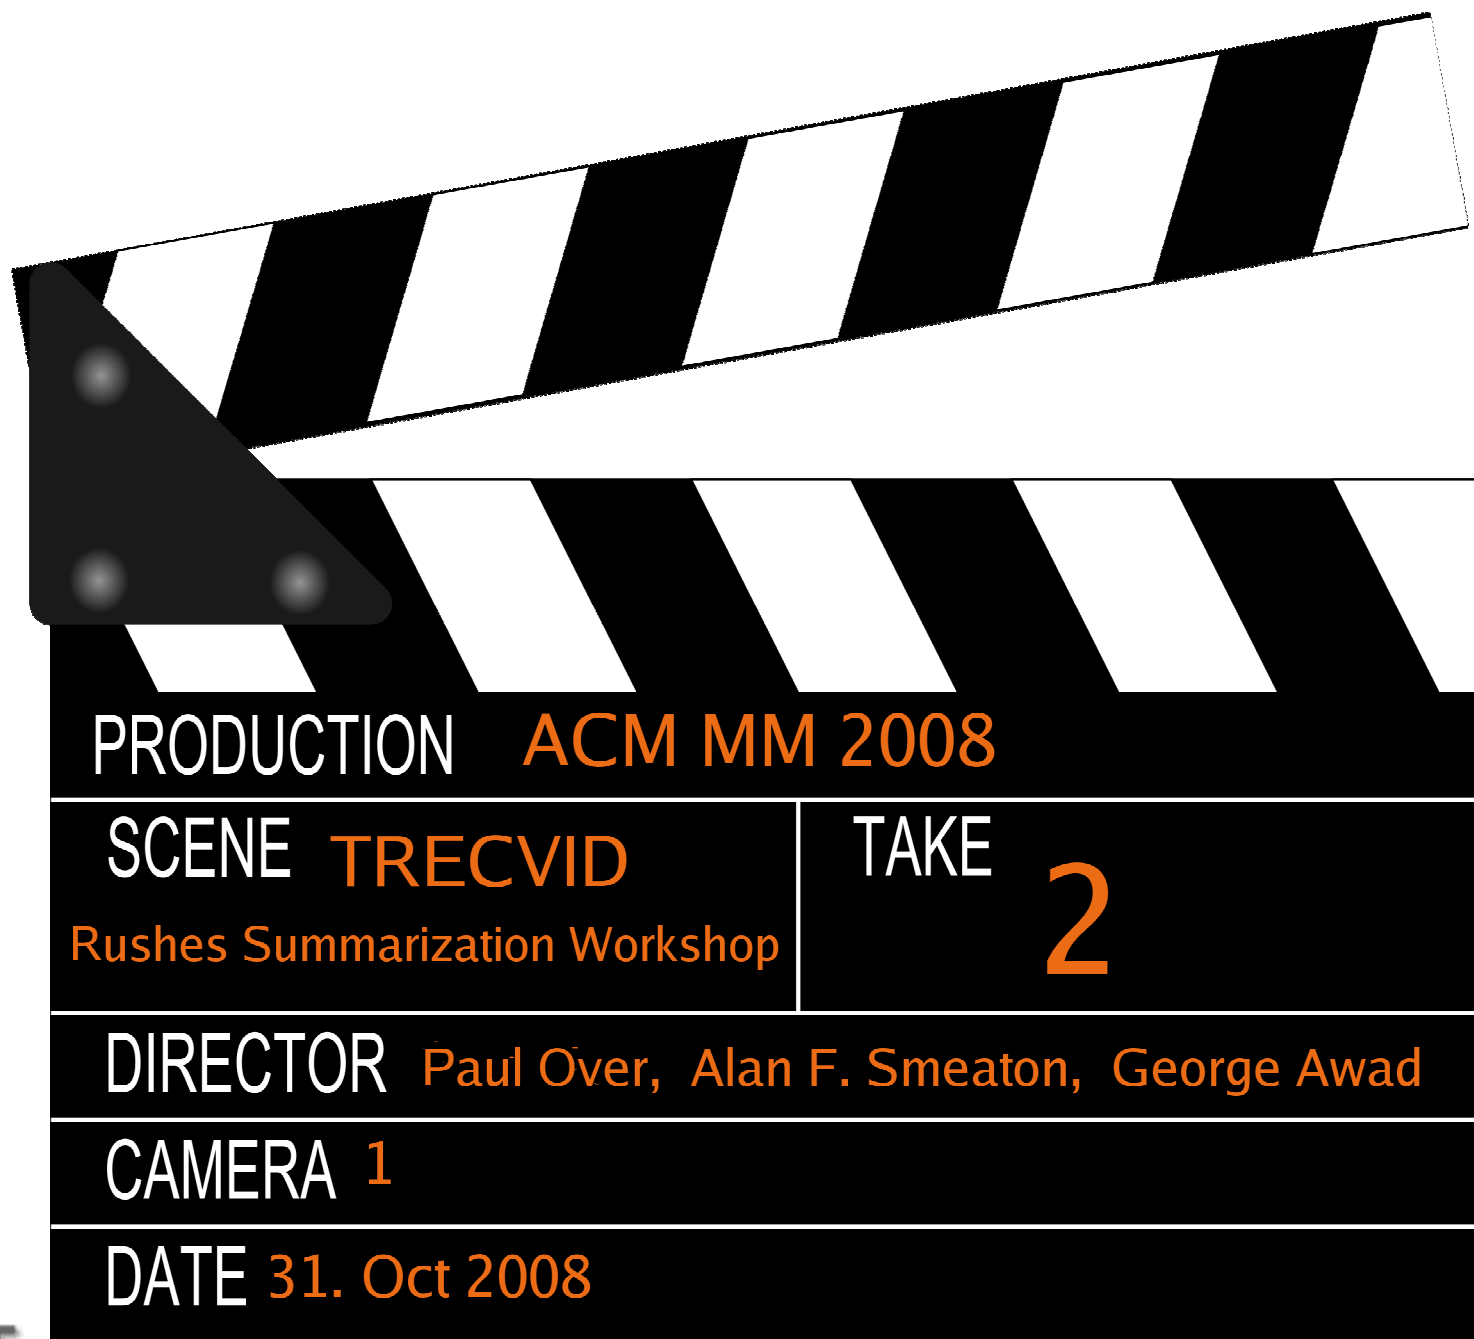 PRODUCTION ACM MM 2008
SCENE TRECVID
Rushes Summarization Workshop
TAKE 2
DIRECTOR Paul Over, Alan F. Smeaton, George Awad
CAMERA 1
DATE 31. Oct 2008